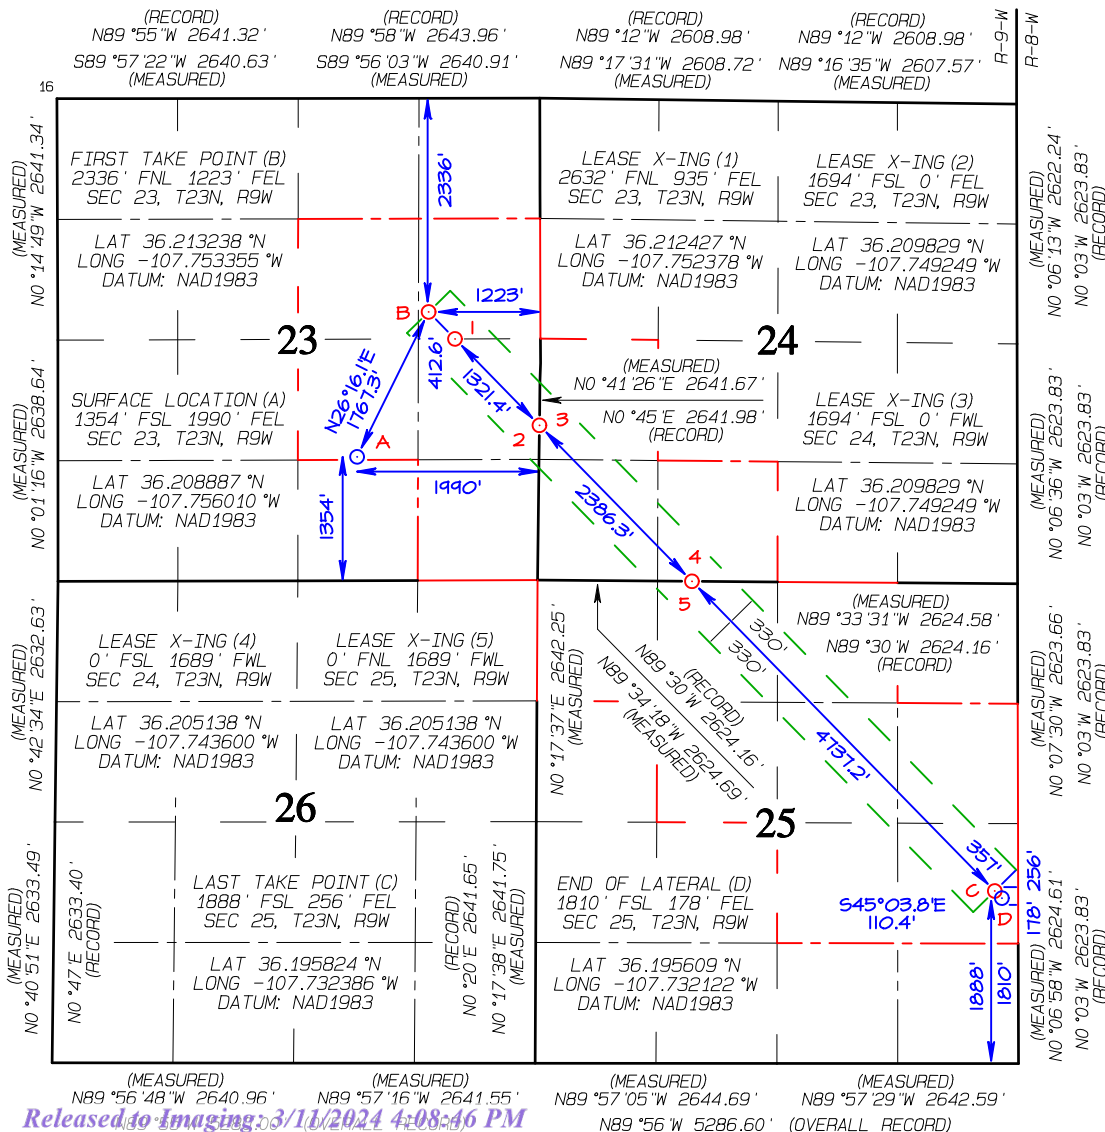 (RECORD)
N89°55'W 2641.32'
S89°57'22"W 2640.63'
(MEASURED)
(RECORD)
N89°58'W 2643.96'
S89°56'03"W 2640.91'
(MEASURED)
(RECORD)
N89°12'W 2608.98'
N89°17'31"W 2608.72'
(MEASURED)
(RECORD)
N89°12'W 2608.98'
N89°16'35"W 2607.57'
(MEASURED)
R-9-W
R-8-W
16
FIRST TAKE POINT (B)
2336' FNL 1223' FEL
SEC 23, T23N, R9W
LAT 36.213238 °N
LONG -107.753355 °W
DATUM: NAD1983
2336'
LEASE X-ING (1)
2632' FNL 935' FEL
SEC 23, T23N, R9W
LAT 36.212427 °N
LONG -107.752378 °W
DATUM: NAD1983
LEASE X-ING (2)
1694' FSL 0' FEL
SEC 23, T23N, R9W
LAT 36.209829 °N
LONG -107.749249 °W
DATUM: NAD1983
(MEASURED)
N0°14'49"W 2641.34'
(MEASURED)
N0°06'13"W 2622.24'
N0°03'W 2623.83'
(RECORD)
1223'
B
1
23
24
412.6'
1321.4'
N26°16.1'E
1767.3'
(MEASURED)
N0°41'26"E 2641.67'
N0°45'E 2641.98'
(RECORD)
SURFACE LOCATION (A)
1354' FSL 1990' FEL
SEC 23, T23N, R9W
LAT 36.208887 °N
LONG -107.756010 °W
DATUM: NAD1983
A
2
3
1990'
1354'
2386.3'
LEASE X-ING (3)
1694' FSL 0' FWL
SEC 24, T23N, R9W
LAT 36.209829 °N
LONG -107.749249 °W
DATUM: NAD1983
(MEASURED)
N0°01'16"W 2638.64'
(MEASURED)
N0°06'36"W 2623.83'
N0°03'W 2623.83'
(RECORD)
4
5
(MEASURED)
N89°33'31"W 2624.58'
N89°30'W 2624.16'
(RECORD)
330'
330'
(RECORD)
N89°30'W 2624.16'
N89°34'18"W 2624.69'
(MEASURED)
LEASE X-ING (4)
0' FSL 1689' FWL
SEC 24, T23N, R9W
LAT 36.205138 °N
LONG -107.743600 °W
DATUM: NAD1983
LEASE X-ING (5)
0' FNL 1689' FWL
SEC 25, T23N, R9W
LAT 36.205138 °N
LONG -107.743600 °W
DATUM: NAD1983
(MEASURED)
N0°42'34"E 2632.63'
N0°17'37"E 2642.25'
(MEASURED)
(MEASURED)
N0°07'30"W 2623.66'
N0°03'W 2623.83'
(RECORD)
4737.2'
26
25
LAST TAKE POINT (C)
1888' FSL 256' FEL
SEC 25, T23N, R9W
LAT 36.195824 °N
LONG -107.732386 °W
DATUM: NAD1983
END OF LATERAL (D)
1810' FSL 178' FEL
SEC 25, T23N, R9W
LAT 36.195609 °N
LONG -107.732122 °W
DATUM: NAD1983
357'
C
D
S45°03.8'E
110.4'
256'
178'
1888'
1810'
(MEASURED)
N0°40'51"E 2633.49'
N0°47'E 2633.40'
(RECORD)
(RECORD)
N0°20'E 2641.65'
N0°17'38"E 2641.75'
(MEASURED)
(MEASURED)
N0°06'58"W 2624.61'
N0°03'W 2623.83'
(RECORD)
(MEASURED)
N89°56'48"W 2640.96'
(MEASURED)
N89°57'16"W 2641.55'
(OVERALL RECORD)
(MEASURED)
N89°57'05"W 2644.69'
(MEASURED)
N89°57'29"W 2642.59'
N89°56'W 5286.60' (OVERALL RECORD)
Released to Imaging: 3/11/2024 4:08:46 PM